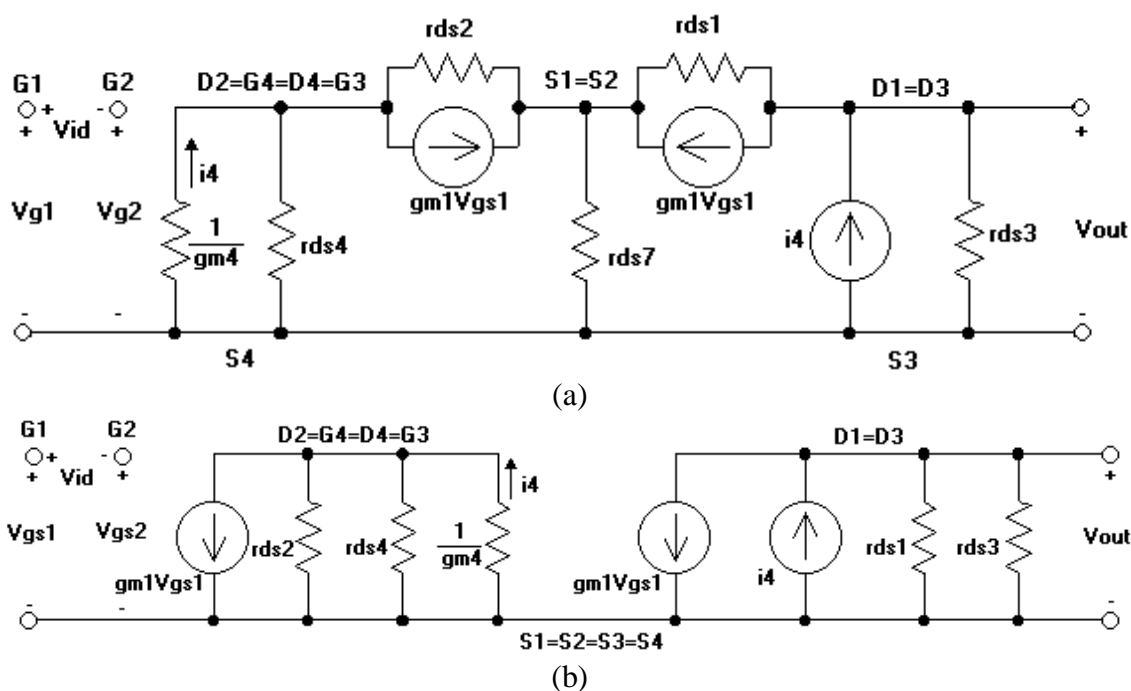 rds2 rds1
G1 G2 D2=G4=D4=G3 S1=S2 D1=D3
+ - +
+ Vid + i4
gm1Vgs1 gm1Vgs1
Vg1 Vg2 1/gm4 rds4 rds7 i4 rds3 Vout
- - -
S4 S3
(a)
G1 G2 D2=G4=D4=G3 D1=D3
+ - +
+ Vid + i4
Vgs1 Vgs2 rds2 rds4 1/gm4 rds1 rds3 Vout
gm1Vgs1 gm1Vgs1 i4
- - -
S1=S2=S3=S4
(b)